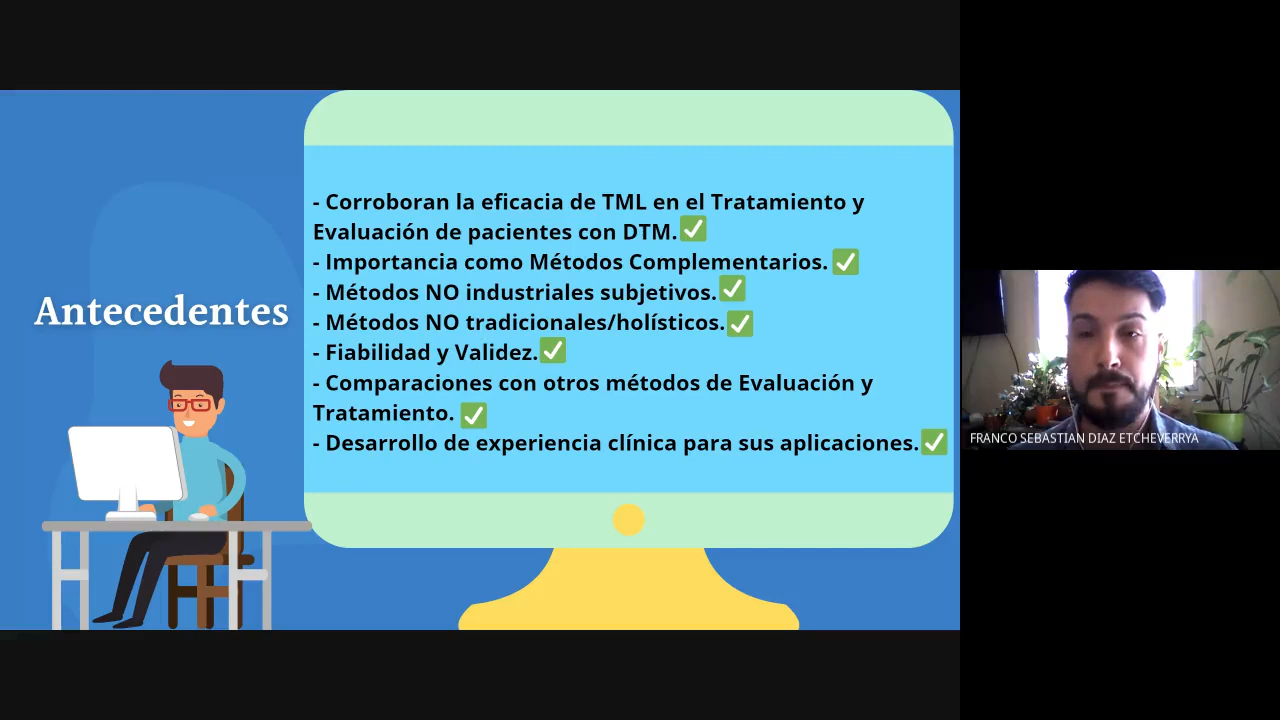 Antecedentes
- Corroboran la eficacia de TML en el Tratamiento y
Evaluación de pacientes con DTM.
- Importancia como Métodos Complementarios.
- Métodos NO industriales subjetivos.
- Métodos NO tradicionales/holísticos.
- Fiabilidad y Validez.
- Comparaciones con otros métodos de Evaluación y
Tratamiento.
- Desarrollo de experiencia clínica para sus aplicaciones.
FRANCO SEBASTIAN DIAZ ETCHEVERRYA